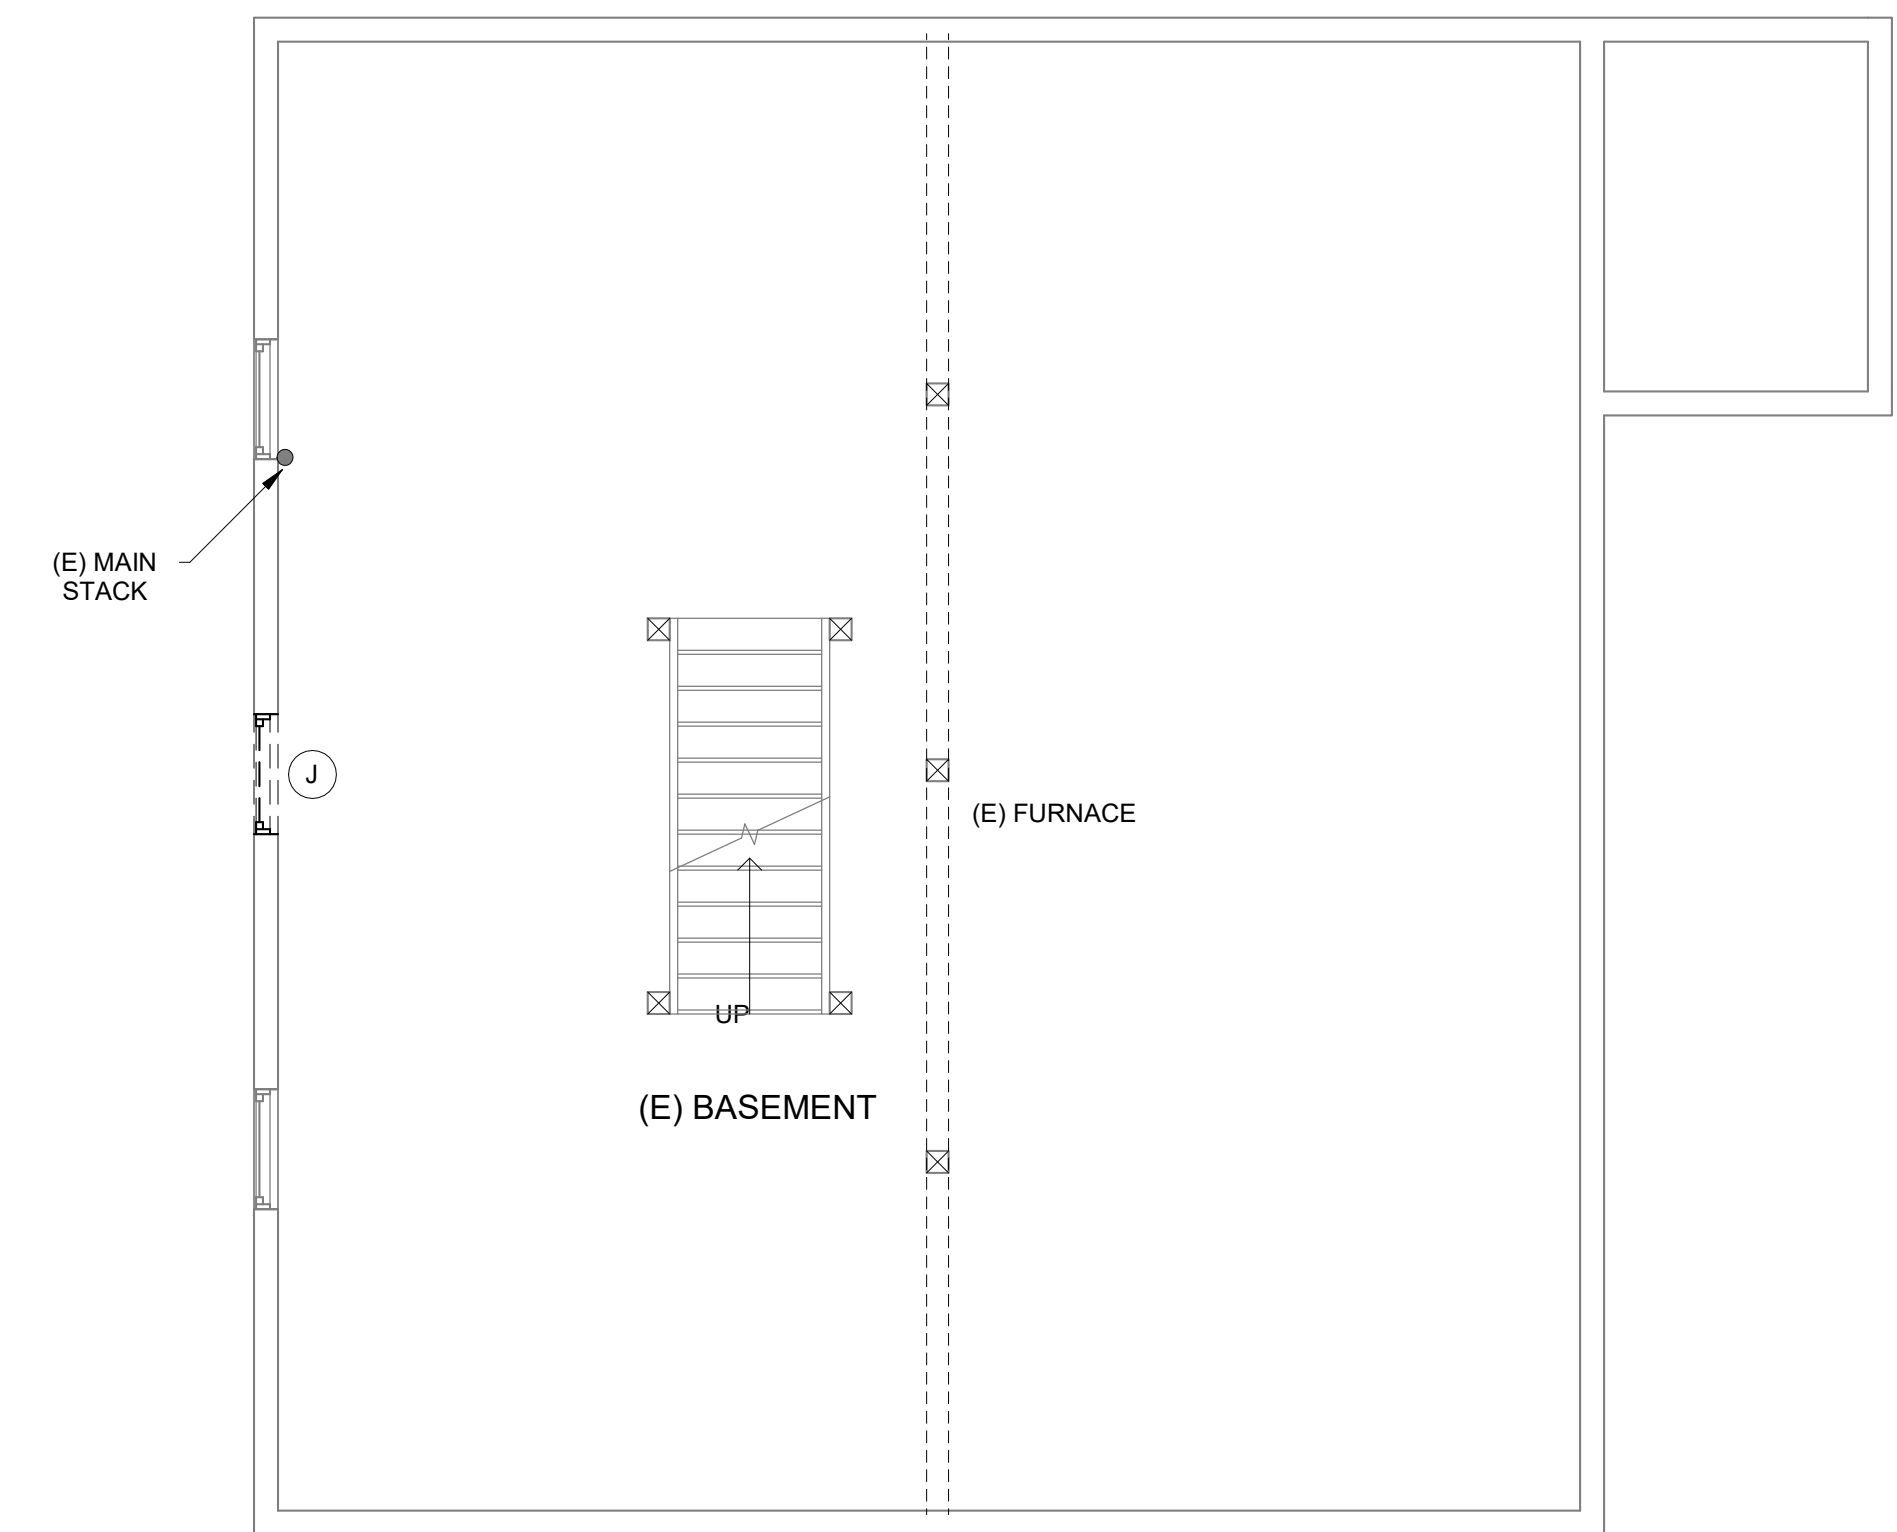 (E) MAIN
STACK
J
(E) FURNACE
UP
(E) BASEMENT